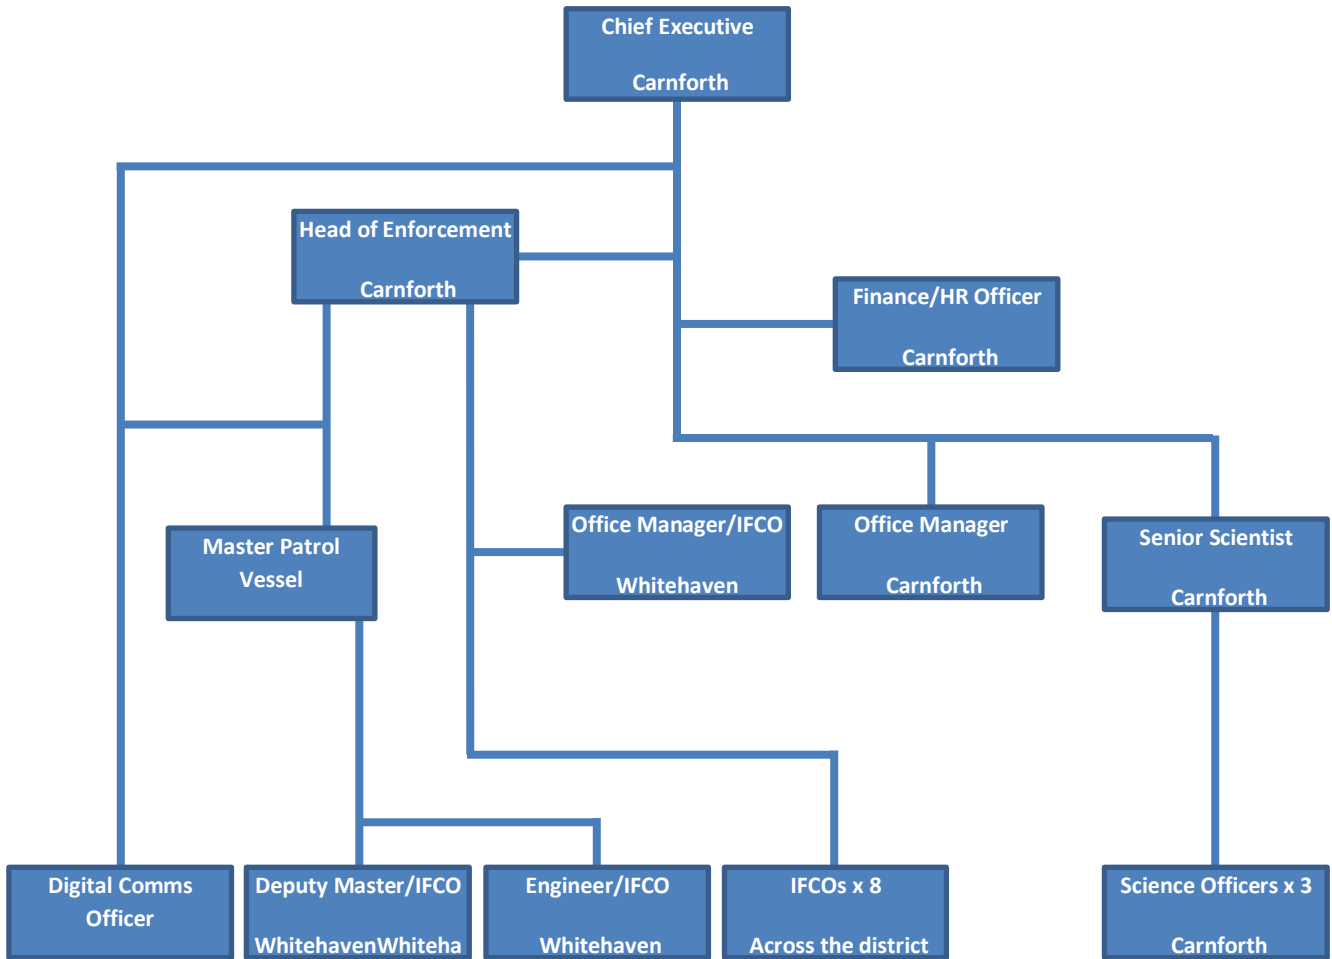 Chief Executive
Carnforth
Head of Enforcement
Carnforth
Finance/HR Officer
Carnforth
Master Patrol
Vessel
Office Manager/IFCO
Whitehaven
Office Manager
Carnforth
Senior Scientist
Carnforth
Digital Comms
Officer
Deputy Master/IFCO
WhitehavenWhiteha
Engineer/IFCO
Whitehaven
IFCOs x 8
Across the district
Science Officers x 3
Carnforth